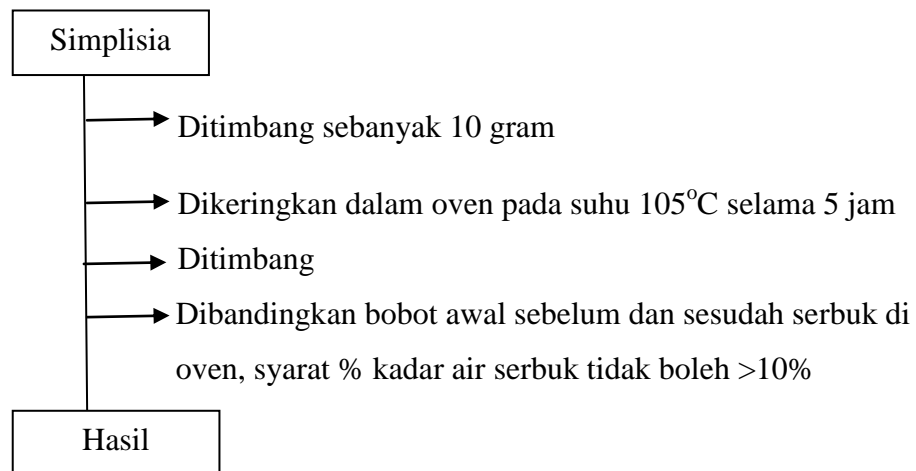 Simplisia
Ditimbang sebanyak 10 gram
Dikeringkan dalam oven pada suhu 105°C selama 5 jam
Ditimbang
Dibandingkan bobot awal sebelum dan sesudah serbuk di
oven, syarat % kadar air serbuk tidak boleh >10%
Hasil